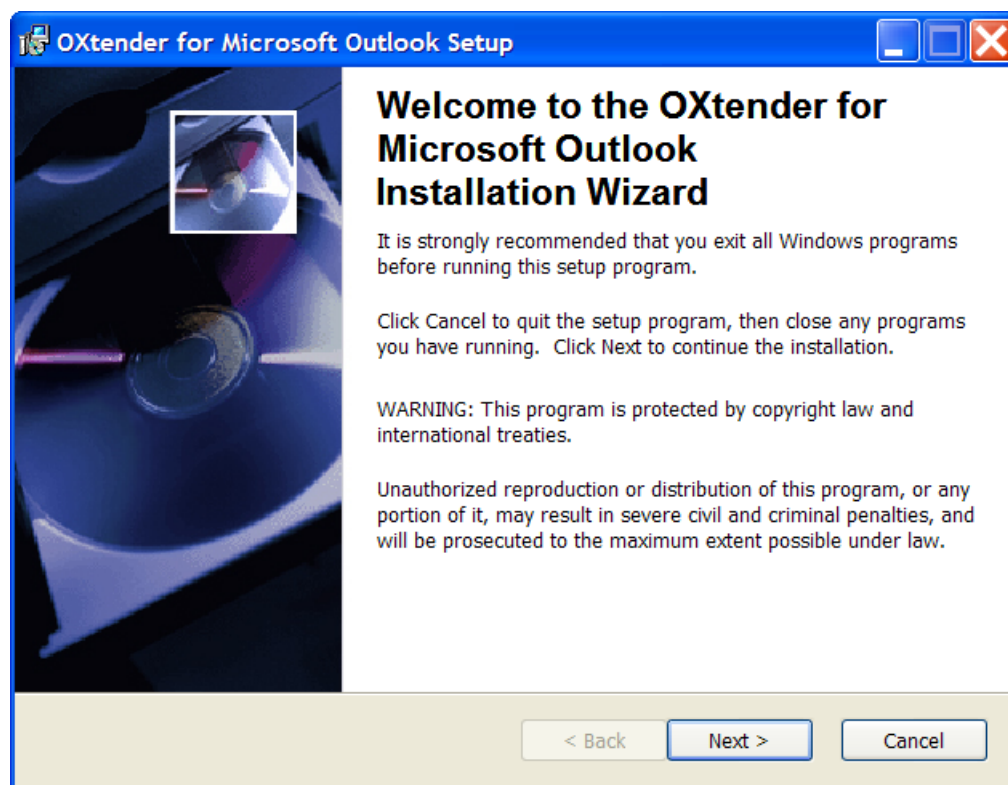 OXtender for Microsoft Outlook Setup
Welcome to the OXtender for
Microsoft Outlook
Installation Wizard
It is strongly recommended that you exit all Windows programs
before running this setup program.
Click Cancel to quit the setup program, then close any programs
you have running.  Click Next to continue the installation.
WARNING: This program is protected by copyright law and
international treaties.
Unauthorized reproduction or distribution of this program, or any
portion of it, may result in severe civil and criminal penalties, and
will be prosecuted to the maximum extent possible under law.
< Back Next > Cancel